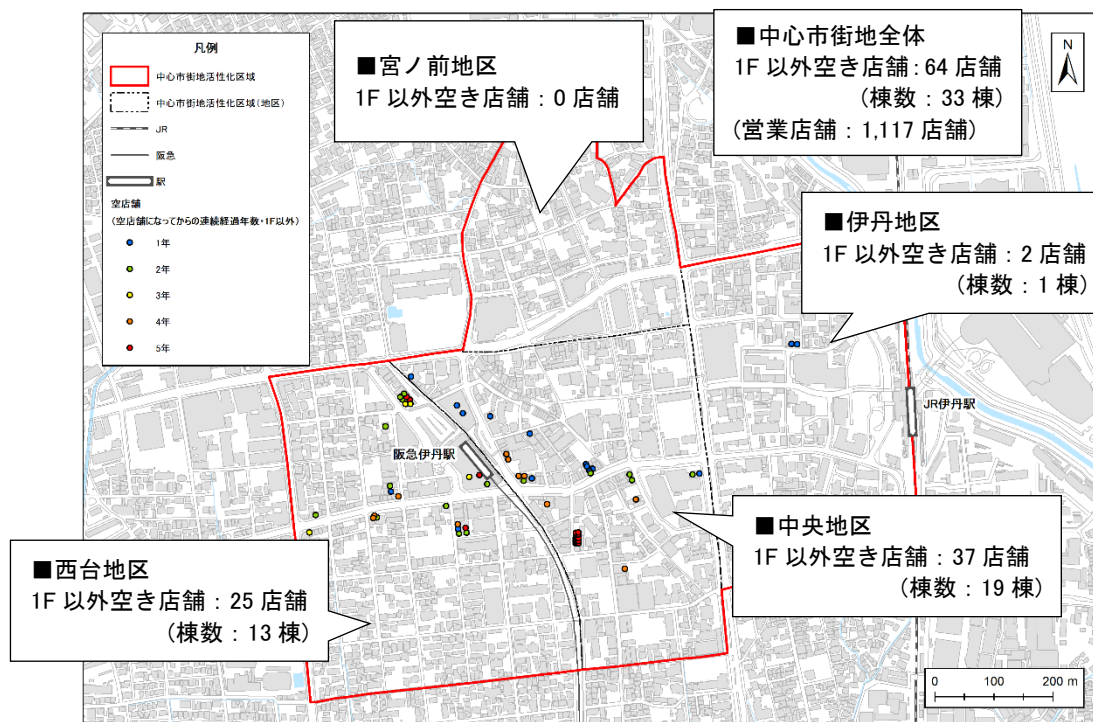 凡例
中心市街地活性化区域
中心市街地活性化区域(地区)
JR
阪急
駅
空店舗
(空店舗になってからの連続経過年数・1F以外)
1年
2年
3年
4年
5年
■宮ノ前地区
1F 以外空き店舗：0 店舗
■中心市街地全体
1F 以外空き店舗：64 店舗
(棟数：33 棟)
(営業店舗：1,117 店舗)
N
■伊丹地区
1F 以外空き店舗：2 店舗
(棟数：1 棟)
JR伊丹駅
阪急伊丹駅
■中央地区
1F 以外空き店舗：37 店舗
(棟数：19 棟)
■西台地区
1F 以外空き店舗：25 店舗
(棟数：13 棟)
0 100 200 m